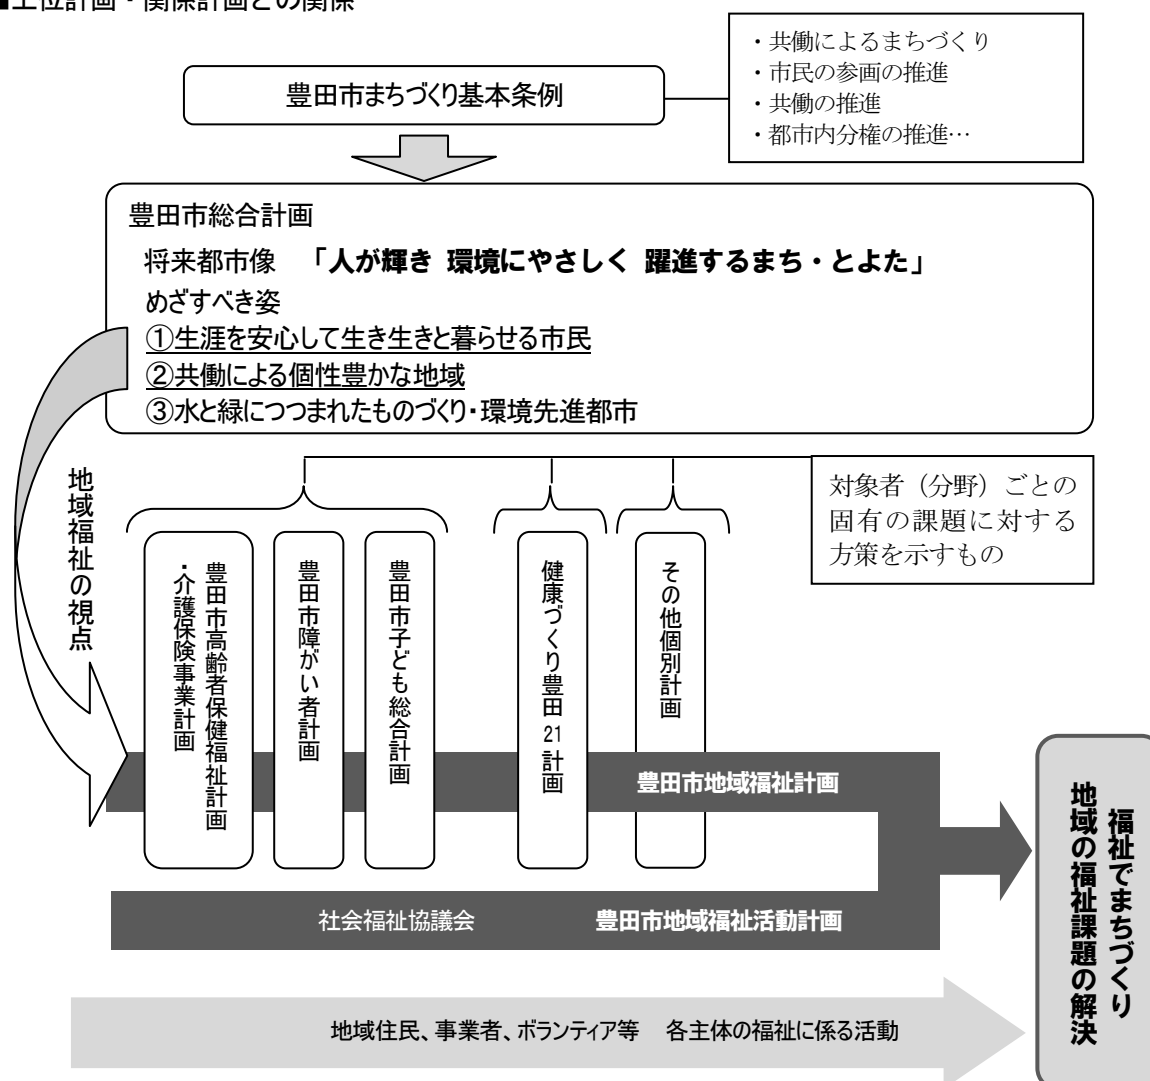 ■上位計画・関係計画との関係
豊田市まちづくり基本条例
・共働によるまちづくり
・市民の参画の推進
・共働の推進
・都市内分権の推進…
豊田市総合計画
将来都市像　「人が輝き 環境にやさしく 躍進するまち・とよた」
めざすべき姿
①生涯を安心して生き生きと暮らせる市民
②共働による個性豊かな地域
③水と緑につつまれたものづくり・環境先進都市
地域福祉の視点
対象者（分野）ごとの
固有の課題に対する
方策を示すもの
豊田市高齢者保健福祉計画
・介護保険事業計画
豊田市障がい者計画
豊田市子ども総合計画
健康づくり豊田21計画
その他個別計画
豊田市地域福祉計画
社会福祉協議会　豊田市地域福祉活動計画
地域住民、事業者、ボランティア等　各主体の福祉に係る活動
福祉でまちづくり
地域の福祉課題の解決